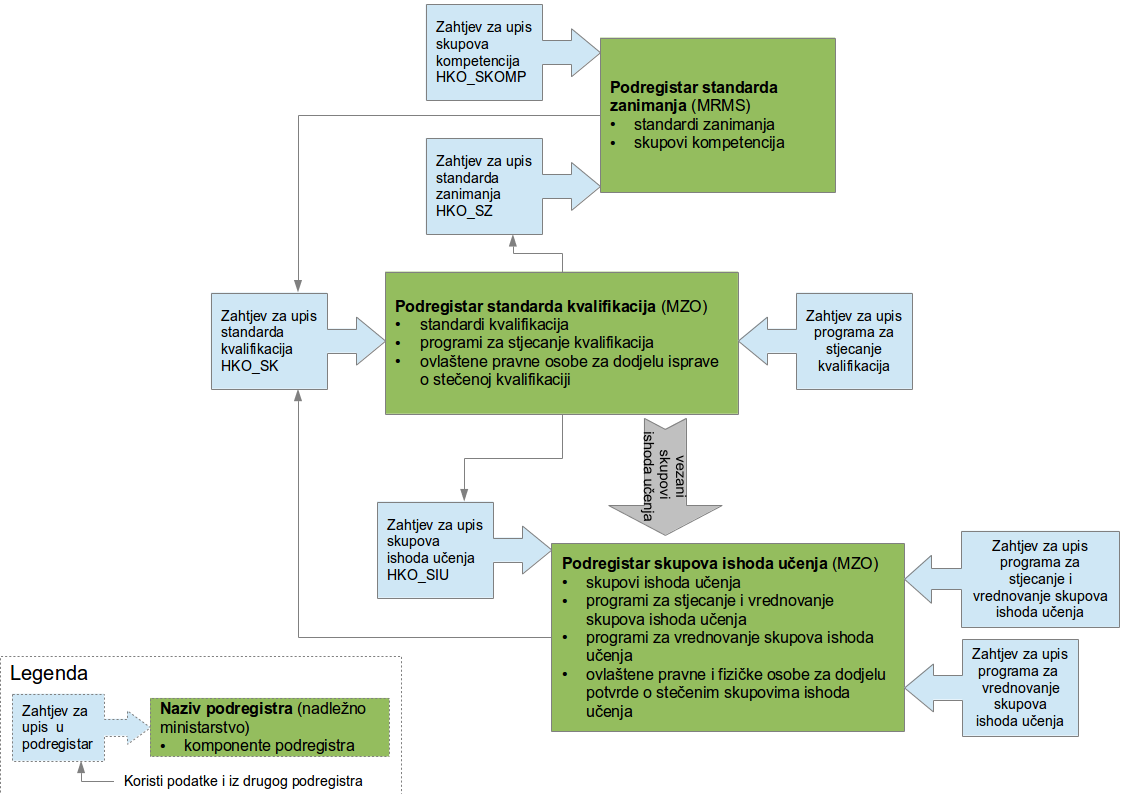 Zahtjev za upis
skupova
kompetencija
HKO_SKOMP
Podregistar standarda
zanimanja (MRMS)
• standardi zanimanja
• skupovi kompetencija
Zahtjev za upis
standarda
zanimanja
HKO_SZ
Zahtjev za upis
standarda
kvalifikacija
HKO_SK
Podregistar standarda kvalifikacija (MZO)
• standardi kvalifikacija
• programi za stjecanje kvalifikacija
• ovlaštene pravne osobe za dodjelu isprave
o stečenoj kvalifikaciji
Zahtjev za upis
programa za
stjecanje
kvalifikacija
vezani
skupovi
ishoda učenja
Zahtjev za upis
skupova
ishoda učenja
HKO_SIU
Podregistar skupova ishoda učenja (MZO)
• skupovi ishoda učenja
• programi za stjecanje i vrednovanje
skupova ishoda učenja
• programi za vrednovanje skupova ishoda
učenja
• ovlaštene pravne i fizičke osobe za dodjelu
potvrde o stečenim skupovima ishoda
učenja
Zahtjev za upis
programa za
stjecanje i
vrednovanje skupova
ishoda učenja
Zahtjev za upis
programa za
vrednovanje
skupova
ishoda učenja
Legenda
Zahtjev za
upis u
podregistar
Naziv podregistra (nadležno
ministarstvo)
• komponente podregistra
Koristi podatke i iz drugog podregistra